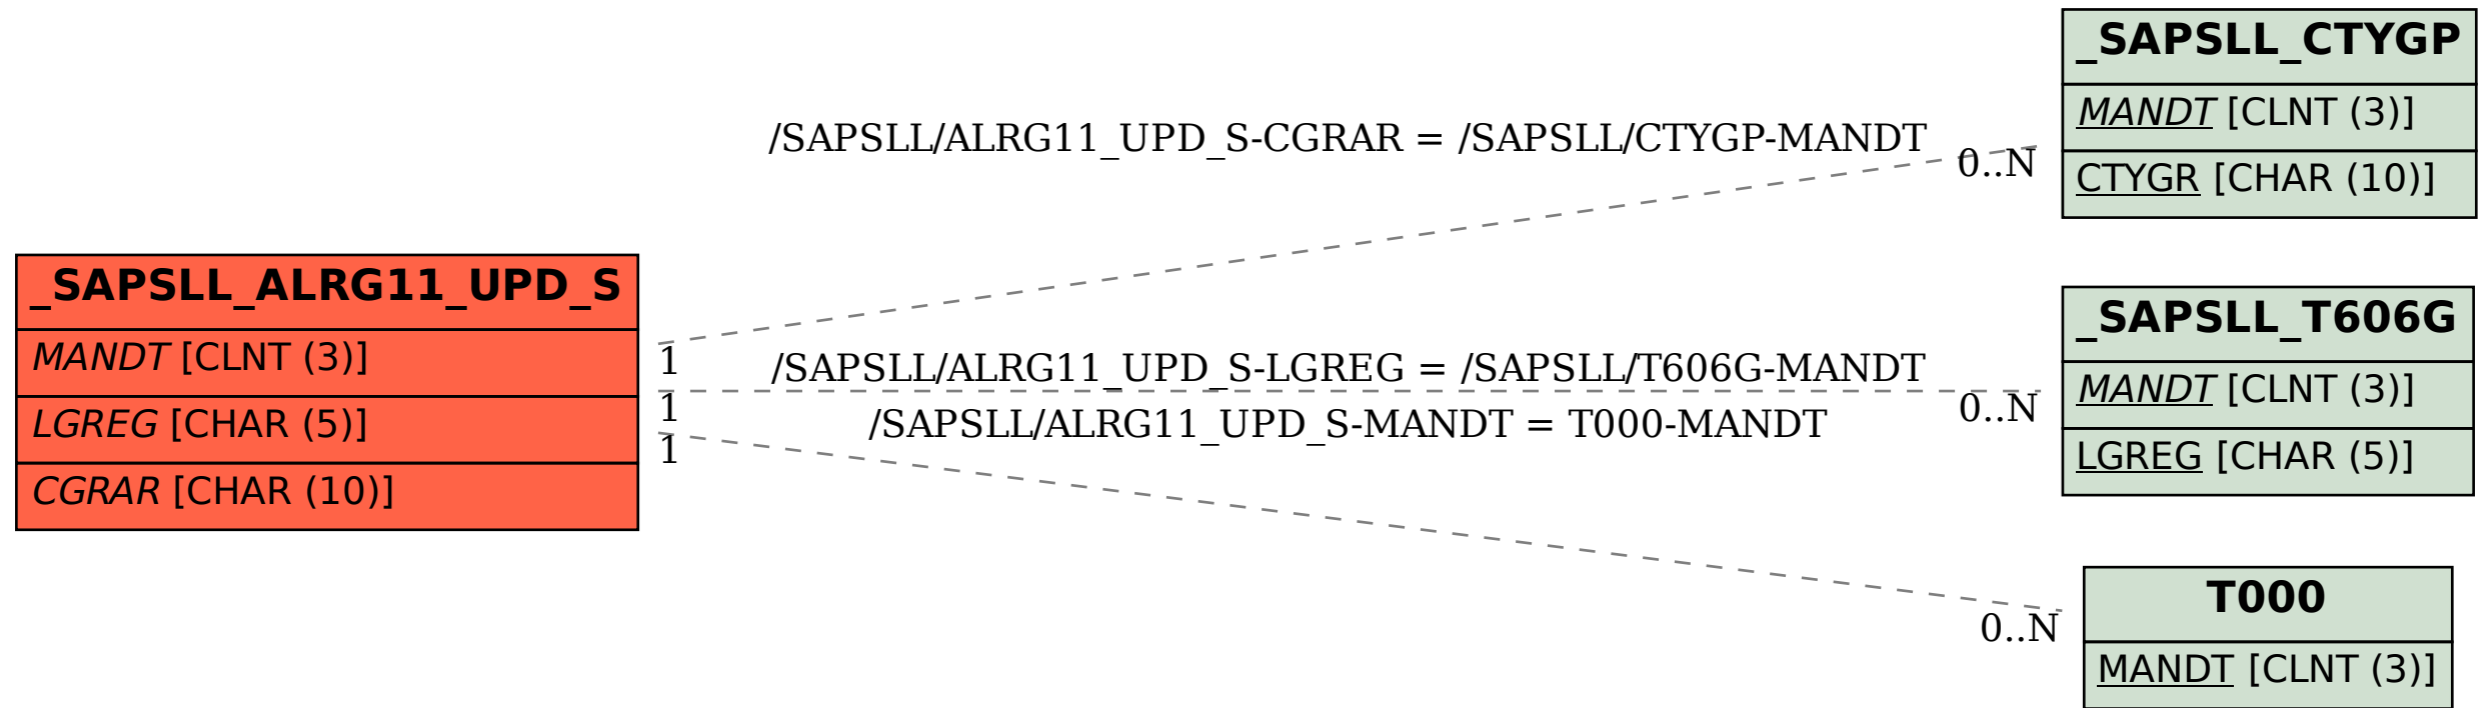 _SAPSLL_ALRG11_UPD_S
MANDT [CLNT (3)]
LGREG [CHAR (5)]
CGRAR [CHAR (10)]
/SAPSLL/ALRG11_UPD_S-CGRAR = /SAPSLL/CTYGP-MANDT
1
0..N
/SAPSLL/ALRG11_UPD_S-LGREG = /SAPSLL/T606G-MANDT
1
0..N
/SAPSLL/ALRG11_UPD_S-MANDT = T000-MANDT
1
0..N
_SAPSLL_CTYGP
MANDT [CLNT (3)]
CTYGR [CHAR (10)]
_SAPSLL_T606G
MANDT [CLNT (3)]
LGREG [CHAR (5)]
T000
MANDT [CLNT (3)]